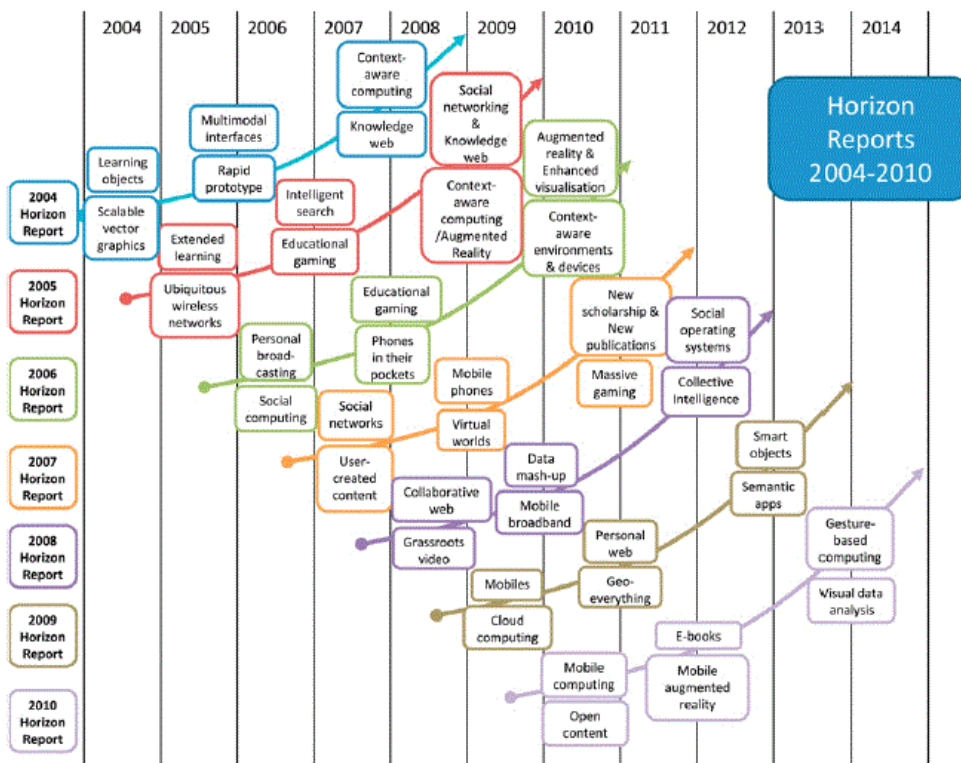 2004 2005 2006 2007 2008 2009 2010 2011 2012 2013 2014
Horizon
Reports
2004-2010
2004
Horizon
Report
Learning
objects
Scalable
vector
graphics
Multimodal
interfaces
Rapid
prototype
Context-
aware
computing
Knowledge
web
2005
Horizon
Report
Extended
learning
Ubiquitous
wireless
networks
Intelligent
search
Educational
gaming
Social
networking
&
Knowledge
web
Context-
aware
computing
/Augmented
Reality
2006
Horizon
Report
Personal
broad-
casting
Social
computing
Educational
gaming
Phones
in their
pockets
Augmented
reality &
Enhanced
visualisation
Context-
aware
environments
& devices
2007
Horizon
Report
Social
networks
User-
created
content
Mobile
phones
Virtual
worlds
New
scholarship &
New
publications
Massive
gaming
2008
Horizon
Report
Collaborative
web
Grassroots
video
Data
mash-up
Mobile
broadband
Social
operating
systems
Collective
Intelligence
2009
Horizon
Report
Mobiles
Cloud
computing
Personal
web
Geo-
everything
Smart
objects
Semantic
apps
2010
Horizon
Report
Mobile
computing
Open
content
E-books
Mobile
augmented
reality
Gesture-
based
computing
Visual data
analysis